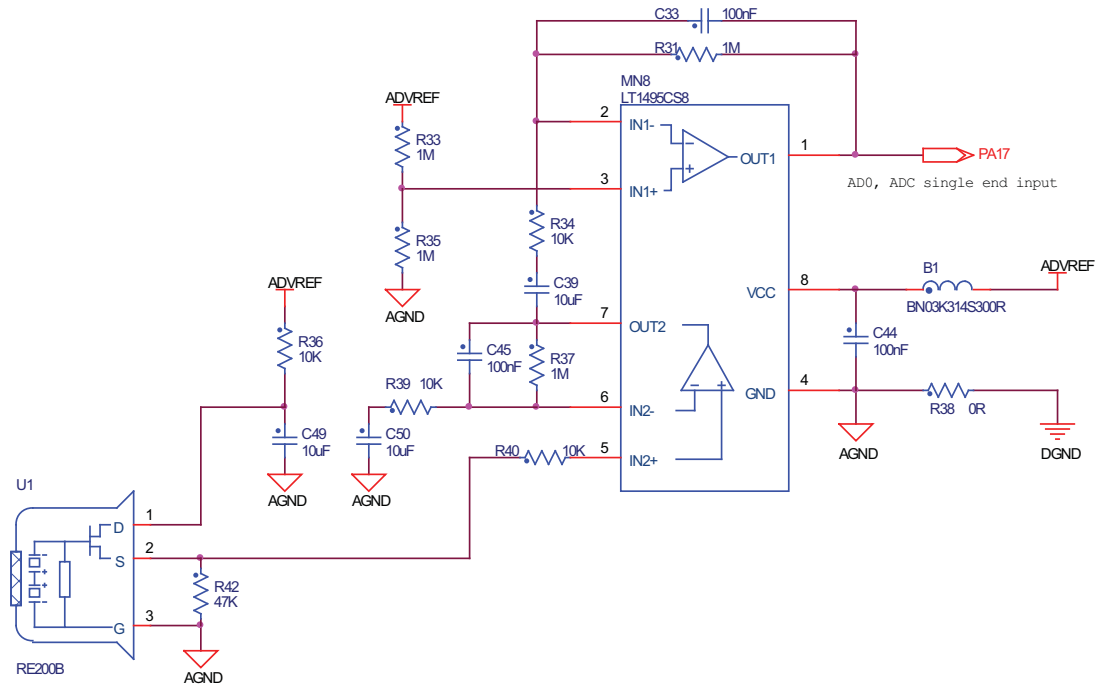 C33 100nF
R31 1M
MN8
LT1495CS8
ADVREF
R33
1M
2 IN1-
1 OUT1
PA17
AD0, ADC single end input
3 IN1+
R34
10K
R35
1M
AGND
C39
10uF
ADVREF
R36
10K
8 VCC
B1
BN03K314S300R
ADVREF
7 OUT2
C45
100nF
R37
1M
C44
100nF
R39 10K
4 GND
R38 0R
6 IN2-
C49
10uF
C50
10uF
R40 10K
5 IN2+
AGND
DGND
AGND
AGND
U1
1 D
2 S
R42
47K
3 G
RE200B
AGND